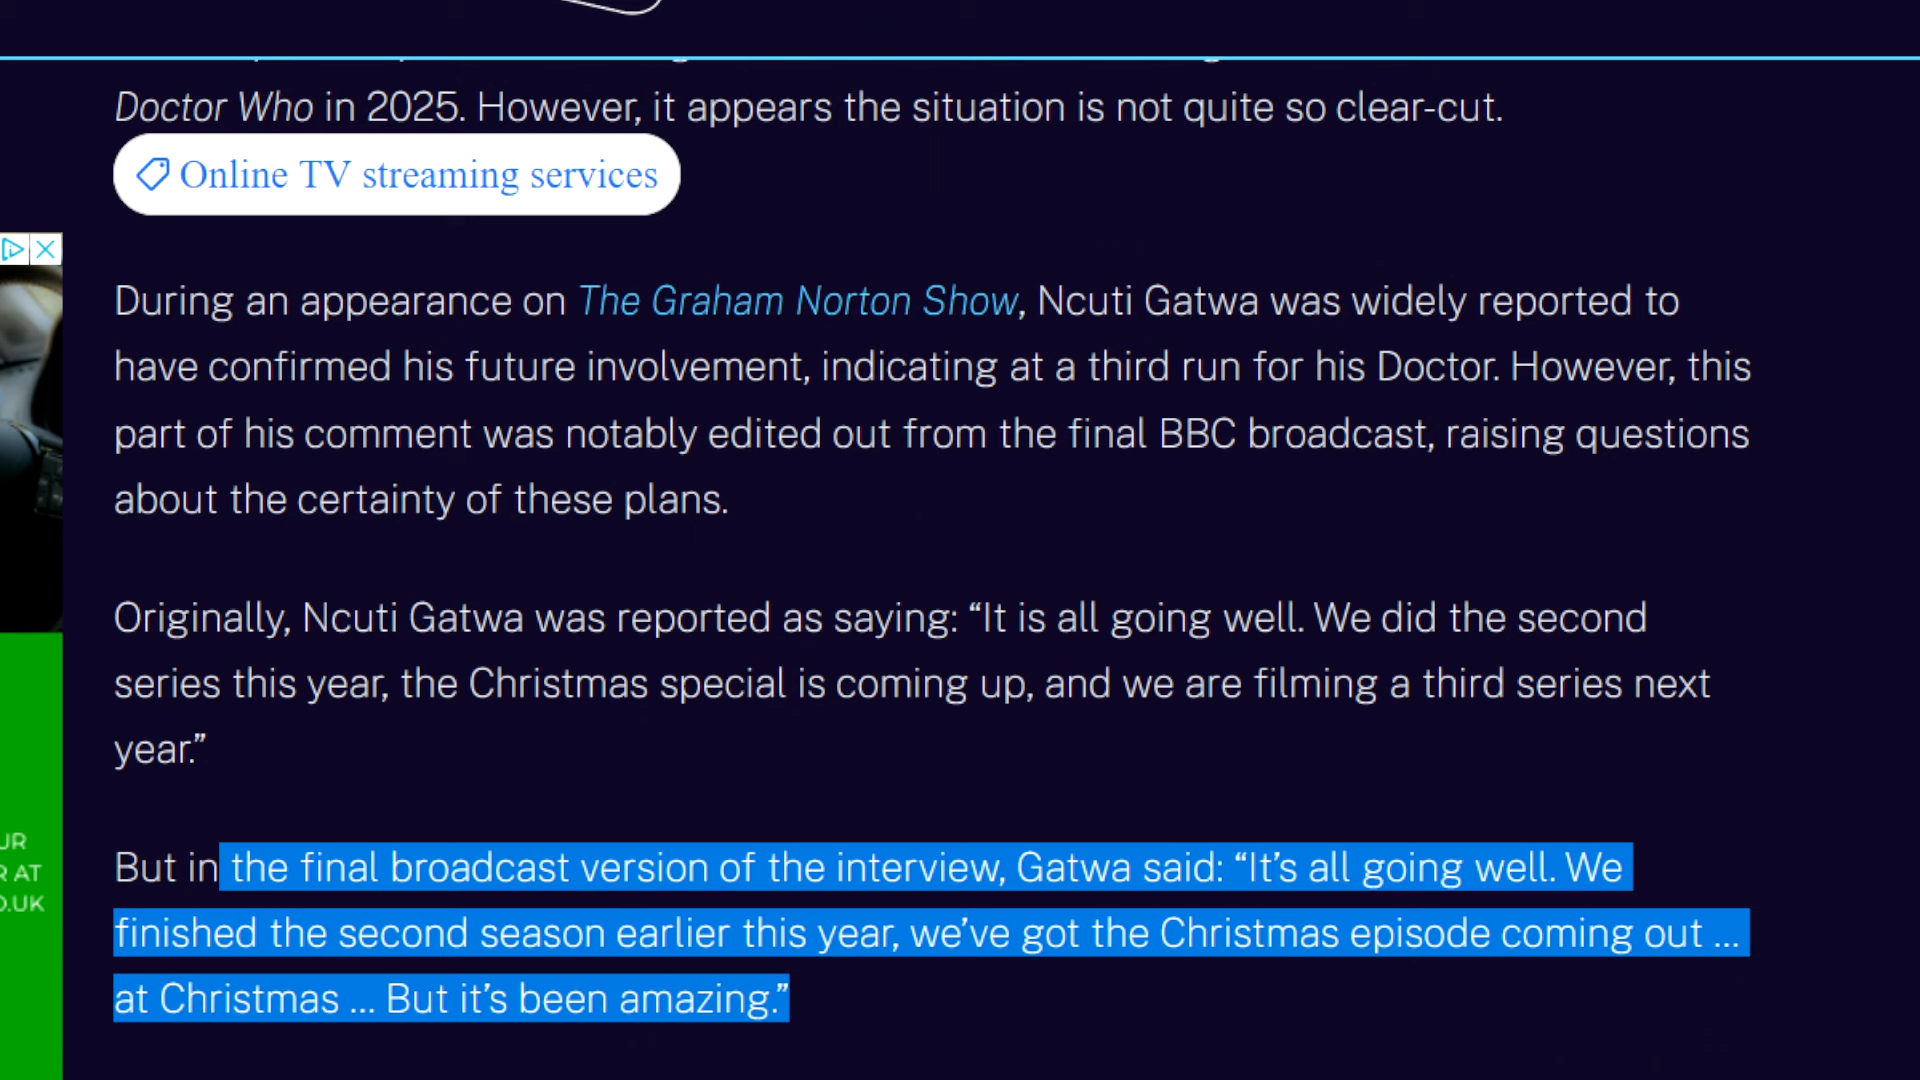 Doctor Who in 2025. However, it appears the situation is not quite so clear-cut.
Online TV streaming services
During an appearance on The Graham Norton Show, Ncuti Gatwa was widely reported to
have confirmed his future involvement, indicating at a third run for his Doctor. However, this
part of his comment was notably edited out from the final BBC broadcast, raising questions
about the certainty of these plans.
Originally, Ncuti Gatwa was reported as saying: “It is all going well. We did the second
series this year, the Christmas special is coming up, and we are filming a third series next
year.”
UR
R AT
O.UK
But in the final broadcast version of the interview, Gatwa said: “It’s all going well. We
finished the second season earlier this year, we’ve got the Christmas episode coming out ...
at Christmas ... But it’s been amazing.”